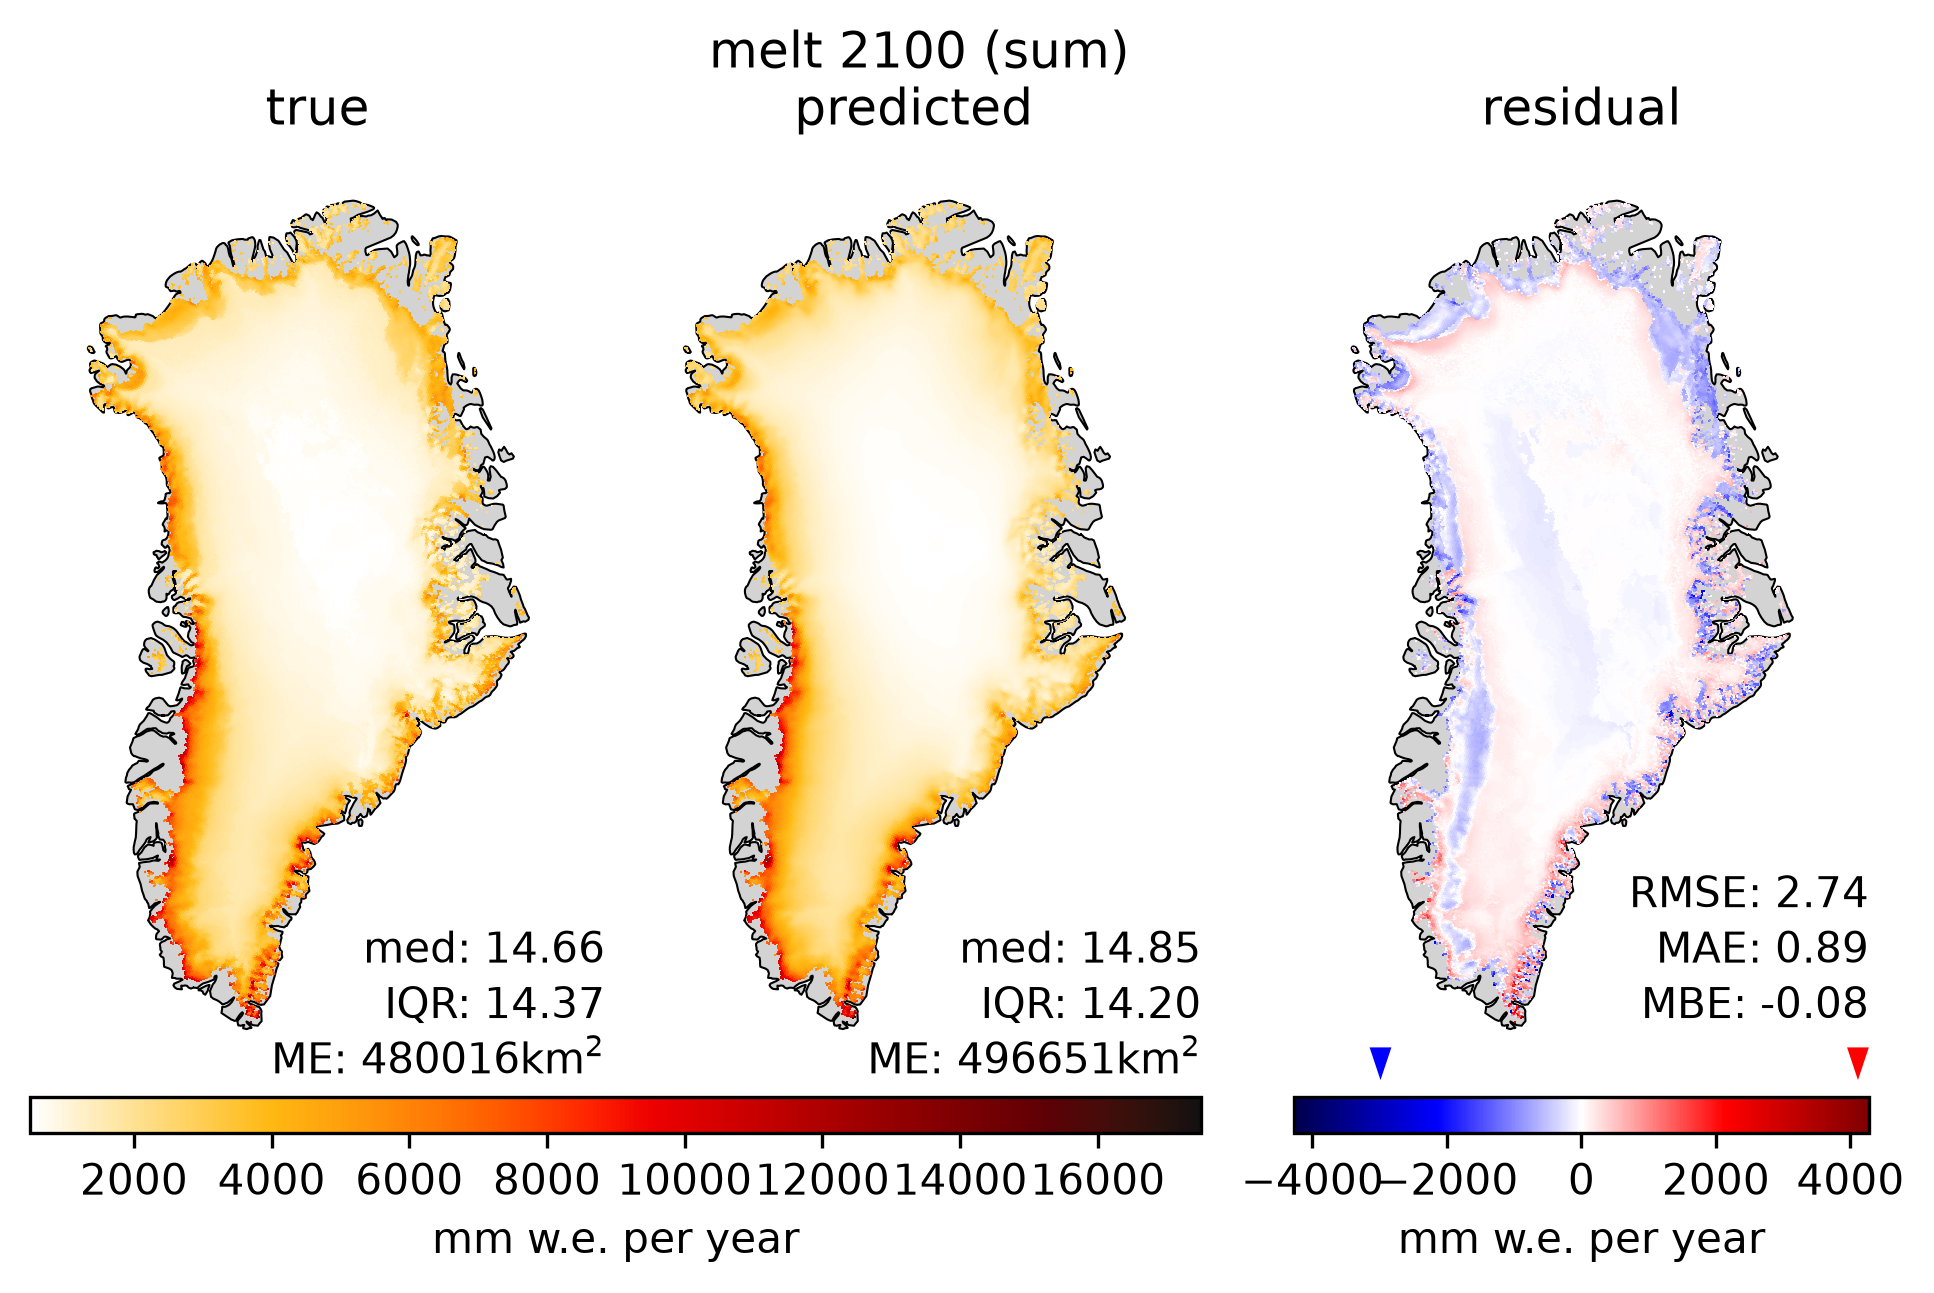 melt 2100 (sum)
true
predicted
residual
med: 14.66
IQR: 14.37
ME: 480016km²
med: 14.85
IQR: 14.20
ME: 496651km²
RMSE: 2.74
MAE: 0.89
MBE: -0.08
2000 4000 6000 8000 10000 12000 14000 16000
mm w.e. per year
−4000 −2000 0 2000 4000
mm w.e. per year